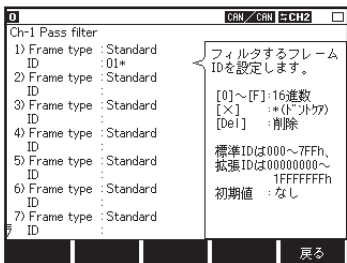 0 CAN/CAN ⇆CH2
Ch-1 Pass filter
1) Frame type :Standard
ID :01*
2) Frame type :Standard
ID :
3) Frame type :Standard
ID :
4) Frame type :Standard
ID :
5) Frame type :Standard
ID :
6) Frame type :Standard
ID :
7) Frame type :Standard
ID :
フィルタするフレーム
IDを設定します。
[0]～[F]:16進数
[×] :*(ドントケア)
[Del] :削除
標準IDは000～7FFh、
拡張IDは00000000～
1FFFFFFFh
初期値 :なし
戻る